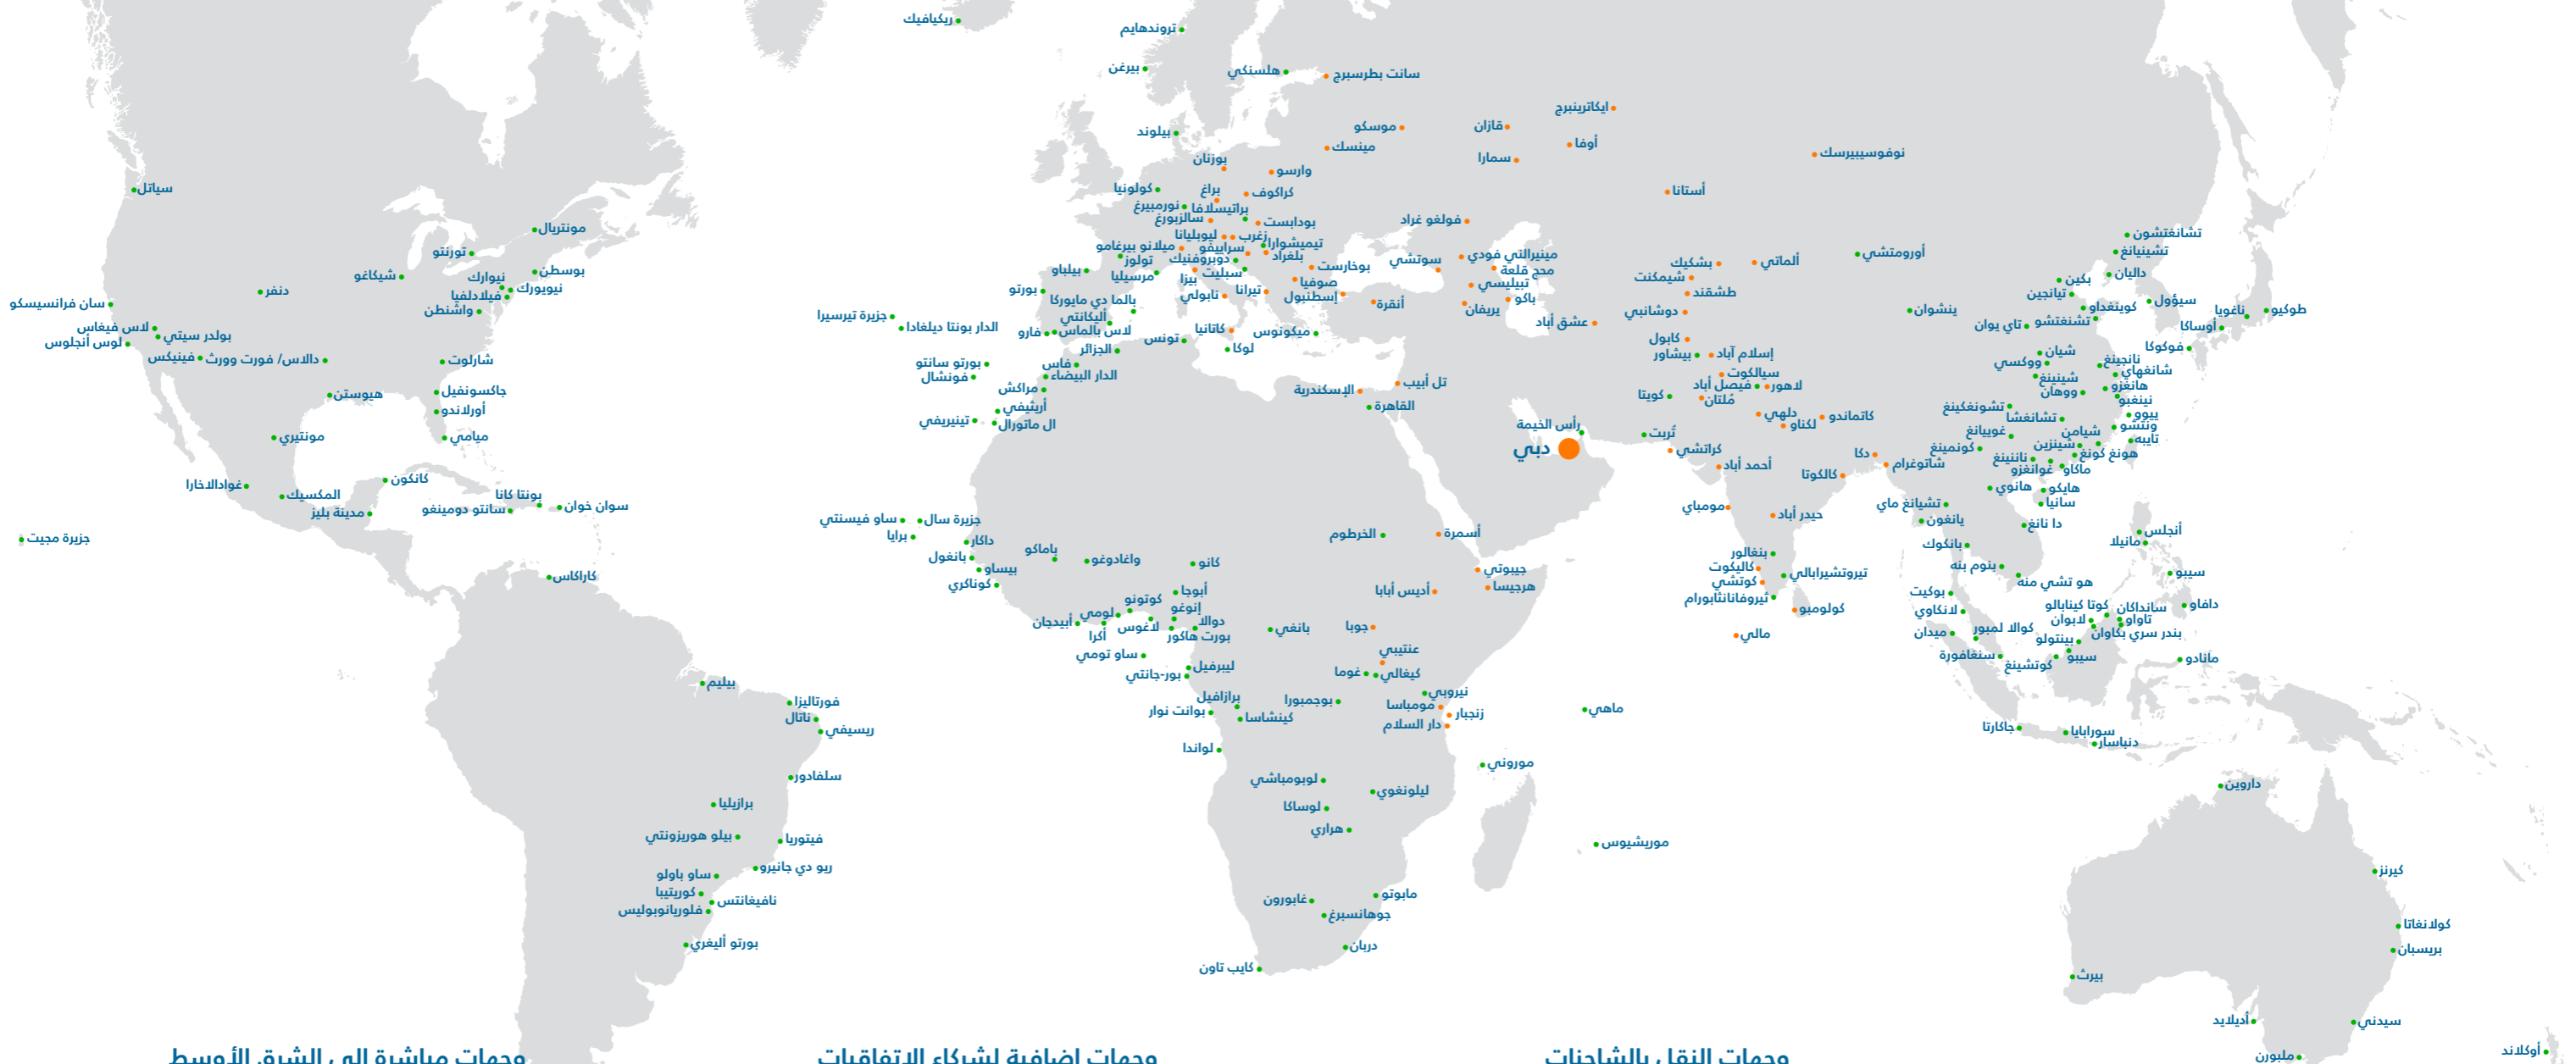 ريكيافيك
تروندهايم
بيرغن
هلسنكي
سانت بطرسبرج
ايكاترينبرج
موسكو
قازان
بيلوند
أوفا
مينسك
سمارا
نوفوسيبيرسك
بوزنان
وارسو
سياتل
كولونيا
براغ
كراكوف
أستانا
نورمبيرغ
براتيسلافا
سالزبورغ
بودابست
فولغو غراد
مونتريال
ليوبليانا
زغرب
تشانغتشون
تورنتو
ميلانو بيرغامو
سراييفو
تيميشوارا
تشينيانغ
تولوز
دوبروفنيك
بلغراد
سوتشي
مينيرالتي فودي
أورومتشي
بيلباو
مرسيليا
سبليت
بوخارست
محج قلعة
بشكيك
ألماتي
بوسطن
شيكاغو
نيوارك
بيزا
صوفيا
تبيليسي
شيمكنت
بكين
داليان
دنفر
نيويورك
فيلادلفيا
بورتو
نابولي
تيرانا
إسطنبول
باكو
طشقند
تيانجين
سان فرانسيسكو
واشنطن
بالما دي مايوركا
أنقرة
يريفان
دوشانبي
ينشوان
كوينغداو
سيؤول
ناغويا
طوكيو
جزيرة تيرسيرا
أليكانتي
عشق أباد
تاي يوان
تشنغتشو
أوساكا
لاس فيغاس
بولدر سيتي
الدار بونتا ديلغادا
فارو
لاس بالماس
تونس
كاتانيا
ميكونوس
كابول
لوس أنجلوس
الجزائر
لوكا
بيشاور
إسلام آباد
شيان
فوكوكا
فينيكس
دالاس/ فورت وورث
شارلوت
بورتو سانتو
فاس
ووكسي
نانجينغ
فونشال
الدار البيضاء
سيالكوت
شينينغ
شانغهاي
هيوستن
جاكسونفيل
مراكش
الإسكندرية
تل أبيب
كويتا
فيصل أباد
لاهور
ووهان
هانغزو
أورلاندو
أريثيفي
القاهرة
مُلتان
تشونغكينغ
نينغبو
تينيريفي
ال ماتورال
دلهي
كاتماندو
تشانغشا
ييوو
مونتيري
ميامي
رأس الخيمة
تُربت
لكناو
غوييانغ
شيامن
ونتشو
دبي
كراتشي
دكا
كونمينغ
شينزين
تايبه
أحمد أباد
شاتوغرام
ناننينغ
هونغ كونغ
كانكون
كالكوتا
غوانغزو
ماكاو
غوادالاخارا
المكسيك
بونتا كانا
هانوي
هايكو
مدينة بليز
سانتو دومينغو
سوان خوان
مومباي
تشيانغ ماي
سانيا
ساو فيسنتي
جزيرة سال
حيدر أباد
يانغون
دا نانغ
جزيرة مجيت
برايا
داكار
الخرطوم
أسمرة
بانكوك
أنجلس
مانيلا
بانغول
باماكو
واغادوغو
كانو
بنغالور
بنوم بنه
كاراكاس
بيساو
جيبوتي
كاليكوت
تيروتشيرابالي
هو تشي منه
سيبو
كوناكري
أبوجا
أديس أبابا
هرجيسا
كوتشي
بوكيت
كوتونو
إنوغو
ثيروفانانثابورام
كولومبو
لانكاوي
كوتا كينابالو
سانداكان
دافاو
أبيدجان
لومي
لاغوس
دوالا
بانغي
جوبا
لابوان
تاواو
أكرا
بورت هاكور
مالي
ميدان
كوالا لمبور
بندر سري بكاوان
ساو تومي
عنتيبي
سنغافورة
بينتولو
ليبرفيل
غوما
كيغالي
كوتشينغ
سيبو
مانادو
بور-جانتي
بيليم
نيروبي
فورتاليزا
برازافيل
بوجمبورا
مومباسا
ماهي
ناتال
بوانت نوار
كينشاسا
زنجبار
ريسيفي
دار السلام
جاكارتا
سورابايا
لواندا
دنباسار
سلفادور
لوبومباشي
موروني
برازيليا
لوساكا
ليلونغوي
داروين
بيلو هوريزونتي
فيتوريا
هراري
موريشيوس
ريو دي جانيرو
كيرنز
ساو باولو
كوريتيبا
نافيغانتس
غابورون
مابوتو
فلوريانوبوليس
جوهانسبرغ
كولانغاتا
بورتو أليغري
دربان
بريسبان
كايب تاون
بيرث
أديلايد
سيدني
ملبورن
أوكلاند
وجهات النقل بالشاحنات
وجهات إضافية لشركاء الاتفاقيات
وجهات مباشرة إلى الشرق الأوسط